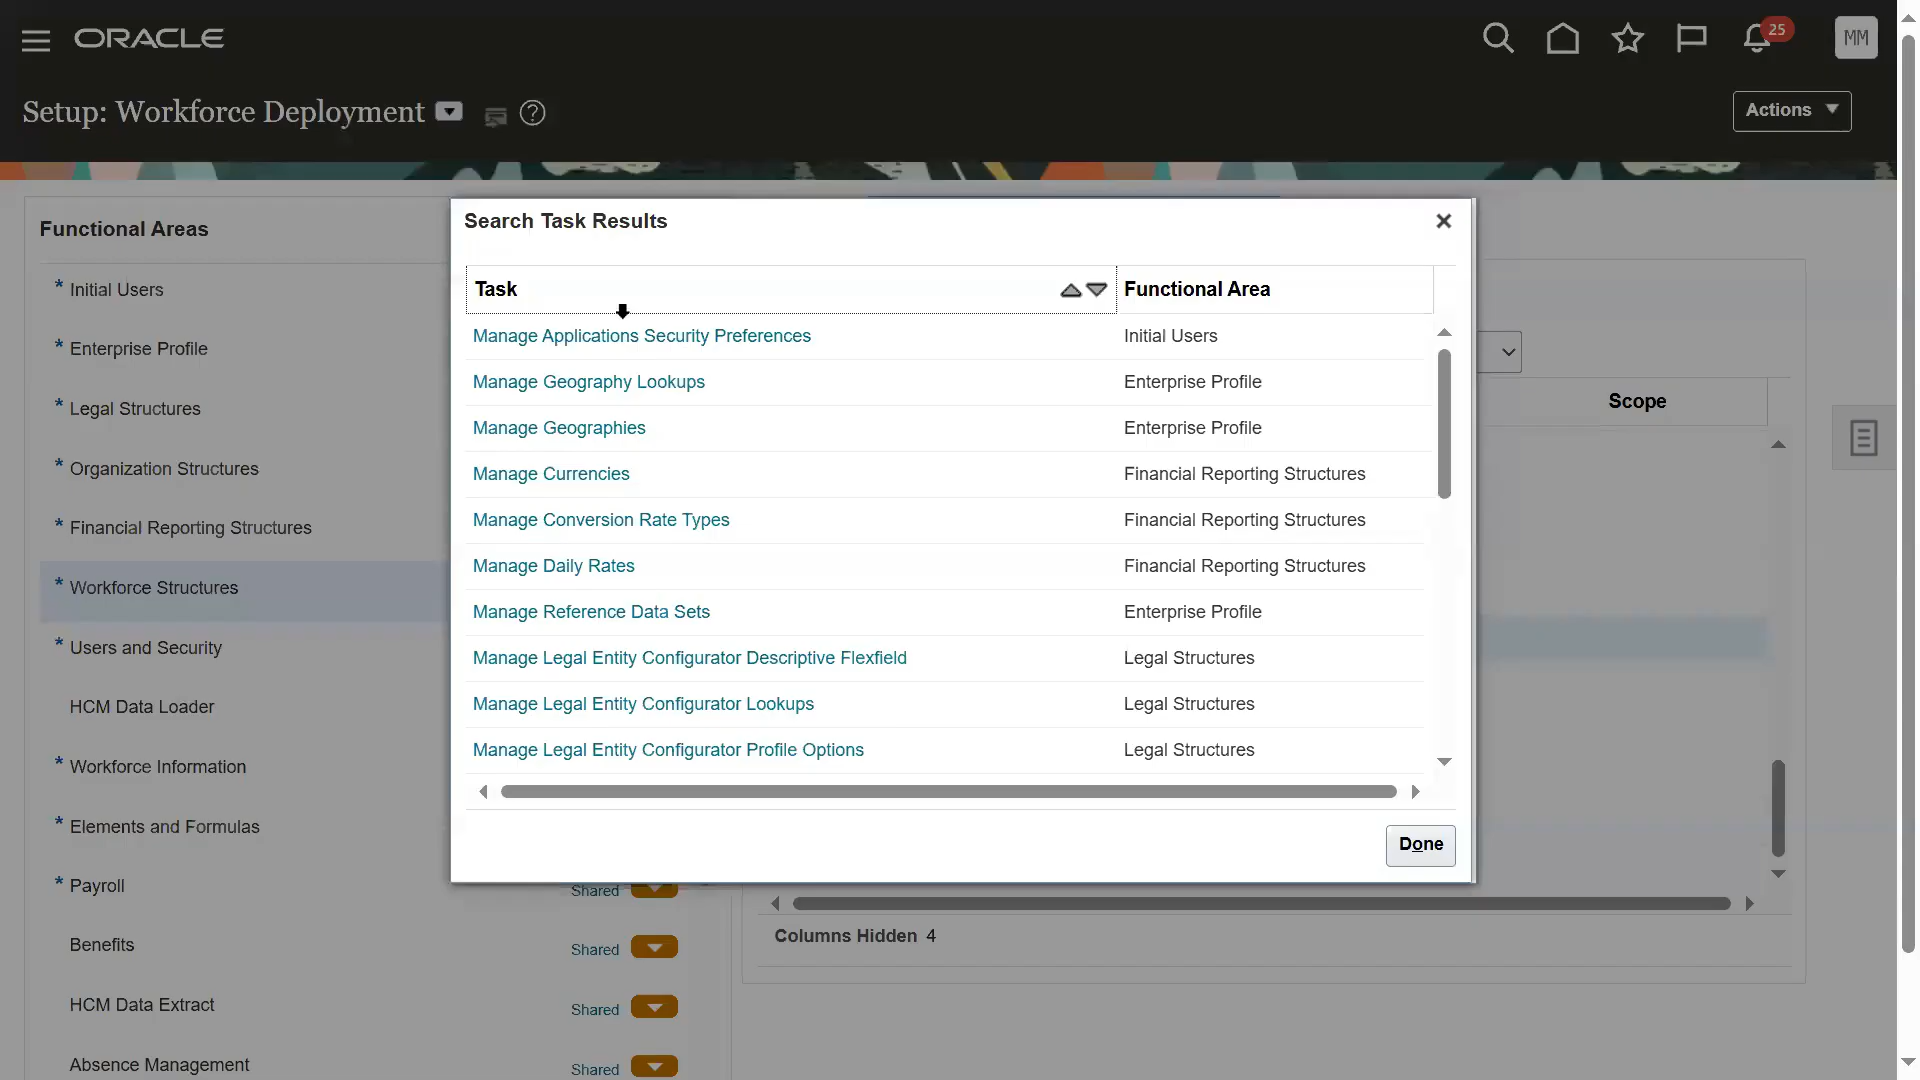 ORACLE
25
MM
Setup: Workforce Deployment
Actions
Functional Areas
* Initial Users
* Enterprise Profile
* Legal Structures
* Organization Structures
* Financial Reporting Structures
* Workforce Structures
* Users and Security
HCM Data Loader
* Workforce Information
* Elements and Formulas
* Payroll Shared
Benefits Shared
HCM Data Extract Shared
Absence Management Shared
Search Task Results
Task Functional Area
Manage Applications Security Preferences Initial Users
Manage Geography Lookups Enterprise Profile
Manage Geographies Enterprise Profile
Manage Currencies Financial Reporting Structures
Manage Conversion Rate Types Financial Reporting Structures
Manage Daily Rates Financial Reporting Structures
Manage Reference Data Sets Enterprise Profile
Manage Legal Entity Configurator Descriptive Flexfield Legal Structures
Manage Legal Entity Configurator Lookups Legal Structures
Manage Legal Entity Configurator Profile Options Legal Structures
Done
Scope
Columns Hidden 4